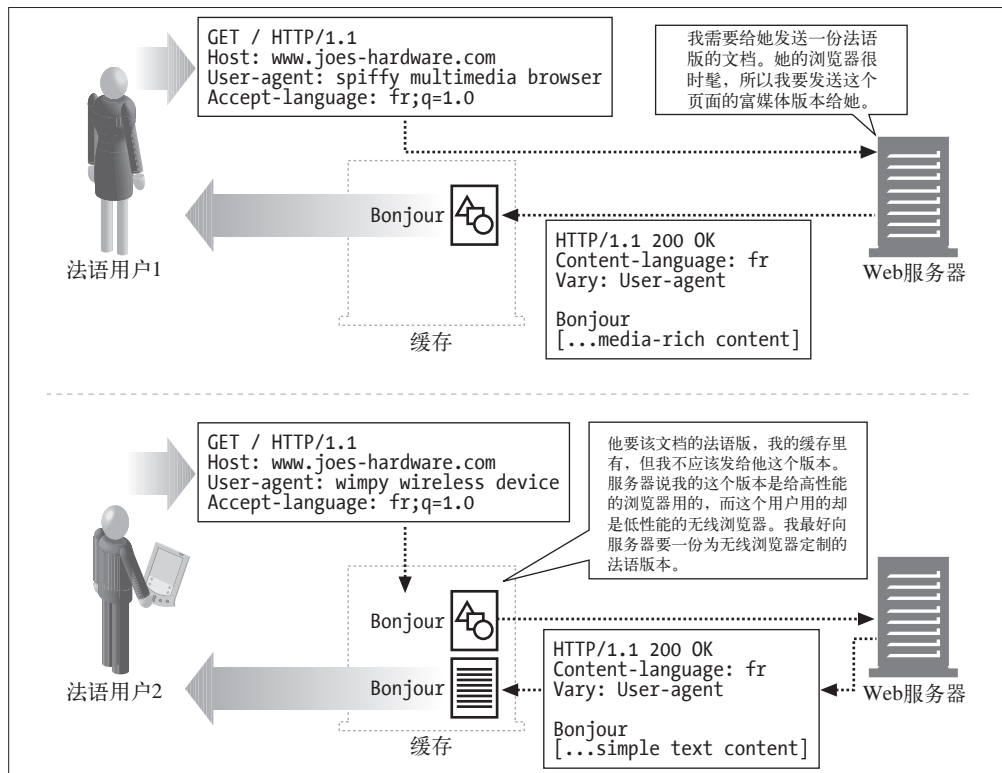 GET / HTTP/1.1
Host: www.joes-hardware.com
User-agent: spiffy multimedia browser
Accept-language: fr;q=1.0
我需要给她发送一份法语
版的文档。她的浏览器很
时髦，所以我要发送这个
页面的富媒体版本给她。
Bonjour
HTTP/1.1 200 OK
Content-language: fr
Vary: User-agent
Bonjour
[...media-rich content]
法语用户1
缓存
Web服务器
GET / HTTP/1.1
Host: www.joes-hardware.com
User-agent: wimpy wireless device
Accept-language: fr;q=1.0
他要该文档的法语版，我的缓存里
有，但我不应该发给他这个版本。
服务器说我的这个版本是给高性能
的浏览器用的，而这个用户用的却
是低性能的无线浏览器。我最好向
服务器要一份为无线浏览器定制的
法语版本。
Bonjour
Bonjour
HTTP/1.1 200 OK
Content-language: fr
Vary: User-agent
Bonjour
[...simple text content]
法语用户2
缓存
Web服务器